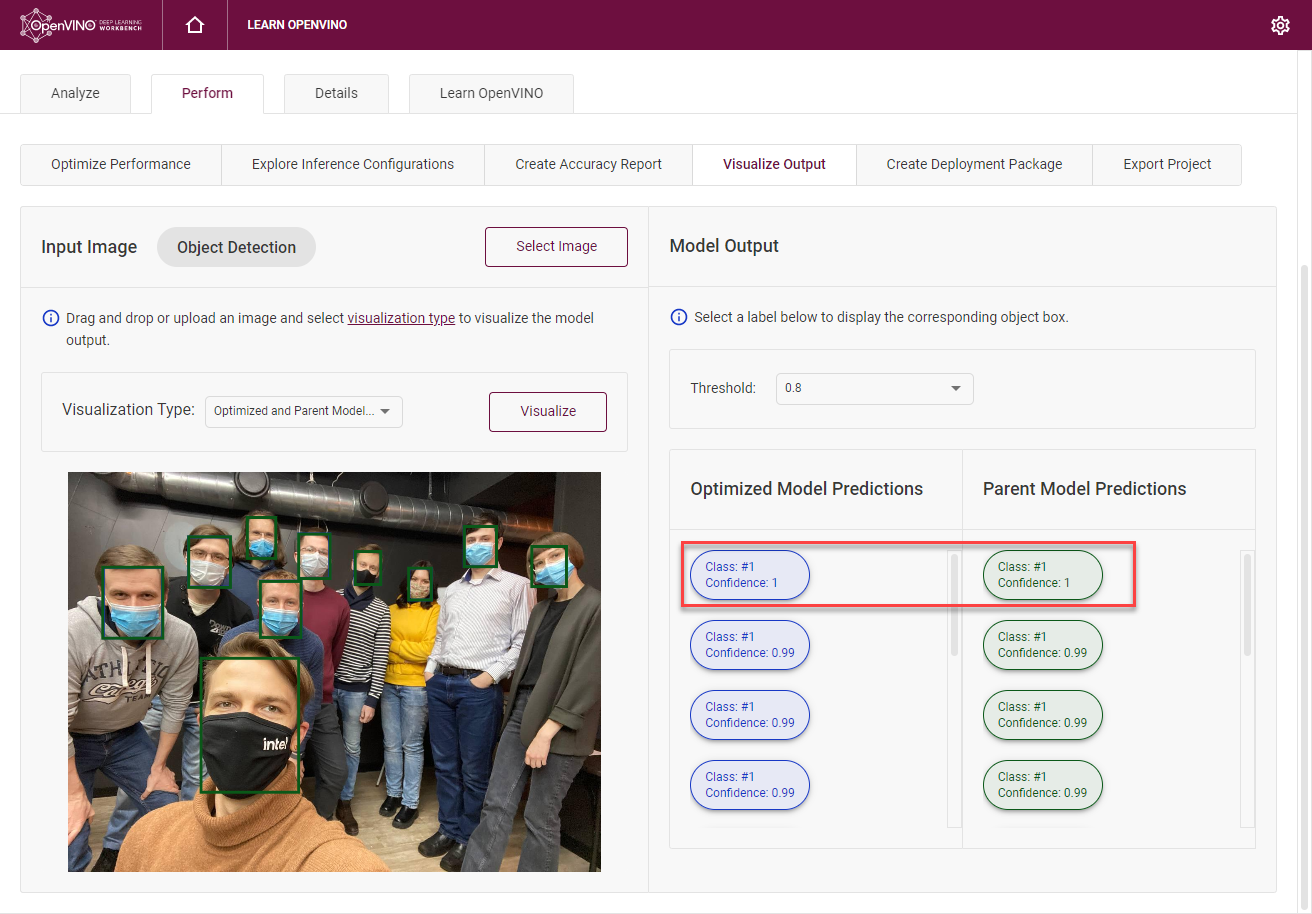 OpenVINO DEEP LEARNING WORKBENCH
LEARN OPENVINO
Analyze
Perform
Details
Learn OpenVINO
Optimize Performance
Explore Inference Configurations
Create Accuracy Report
Visualize Output
Create Deployment Package
Export Project
Input Image
Object Detection
Select Image
Drag and drop or upload an image and select visualization type to visualize the model
output.
Visualization Type:
Optimized and Parent Model...
Visualize
ATHLETIC
TEAM
intel
Model Output
Select a label below to display the corresponding object box.
Threshold:
0.8
Optimized Model Predictions
Parent Model Predictions
Class: #1
Confidence: 1
Class: #1
Confidence: 1
Class: #1
Confidence: 0.99
Class: #1
Confidence: 0.99
Class: #1
Confidence: 0.99
Class: #1
Confidence: 0.99
Class: #1
Confidence: 0.99
Class: #1
Confidence: 0.99